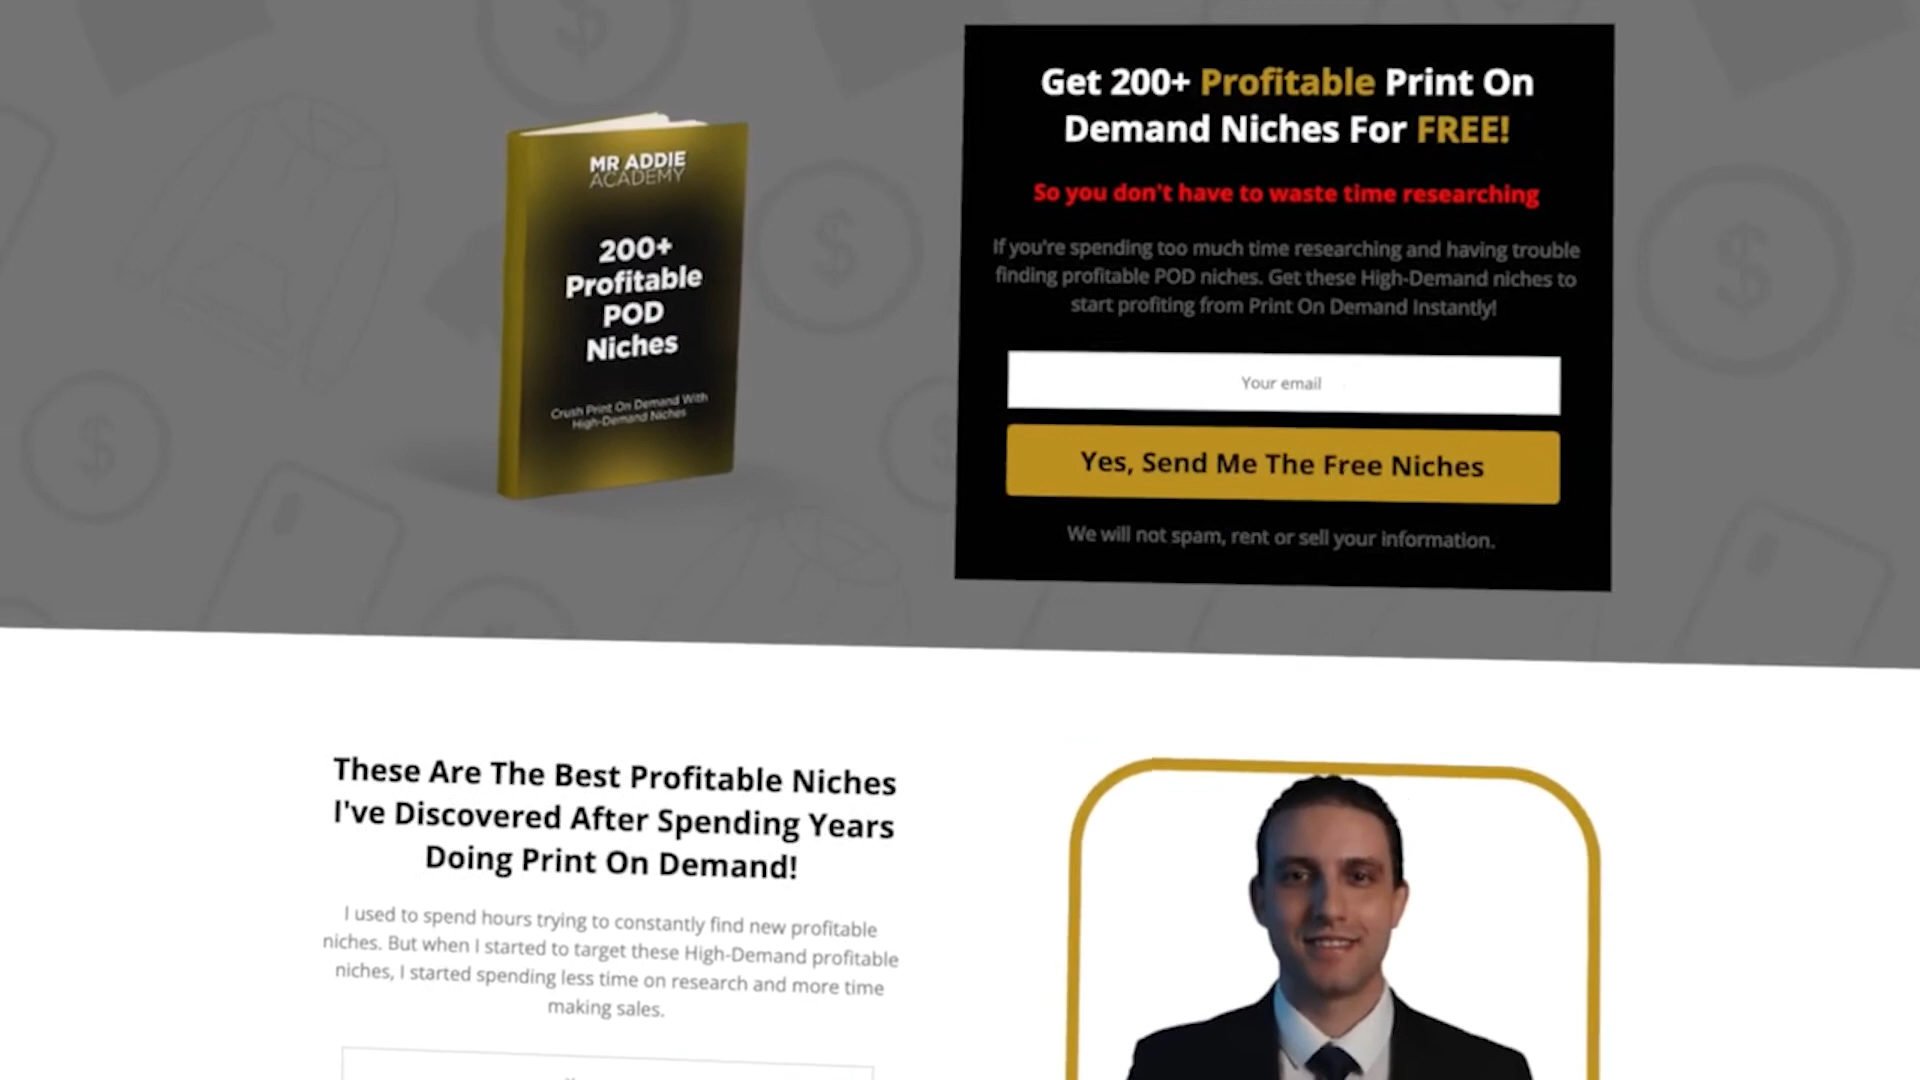 MR ADDIE
ACADEMY
200+
Profitable
POD
Niches
Crush Print On Demand With
High-Demand Niches
Get 200+ Profitable Print On
Demand Niches For FREE!
So you don't have to waste time researching
If you're spending too much time researching and having trouble
finding profitable POD niches. Get these High-Demand niches to
start profiting from Print On Demand Instantly!
Your email
Yes, Send Me The Free Niches
We will not spam, rent or sell your information.
These Are The Best Profitable Niches
I've Discovered After Spending Years
Doing Print On Demand!
I used to spend hours trying to constantly find new profitable
niches. But when I started to target these High-Demand profitable
niches, I started spending less time on research and more time
making sales.